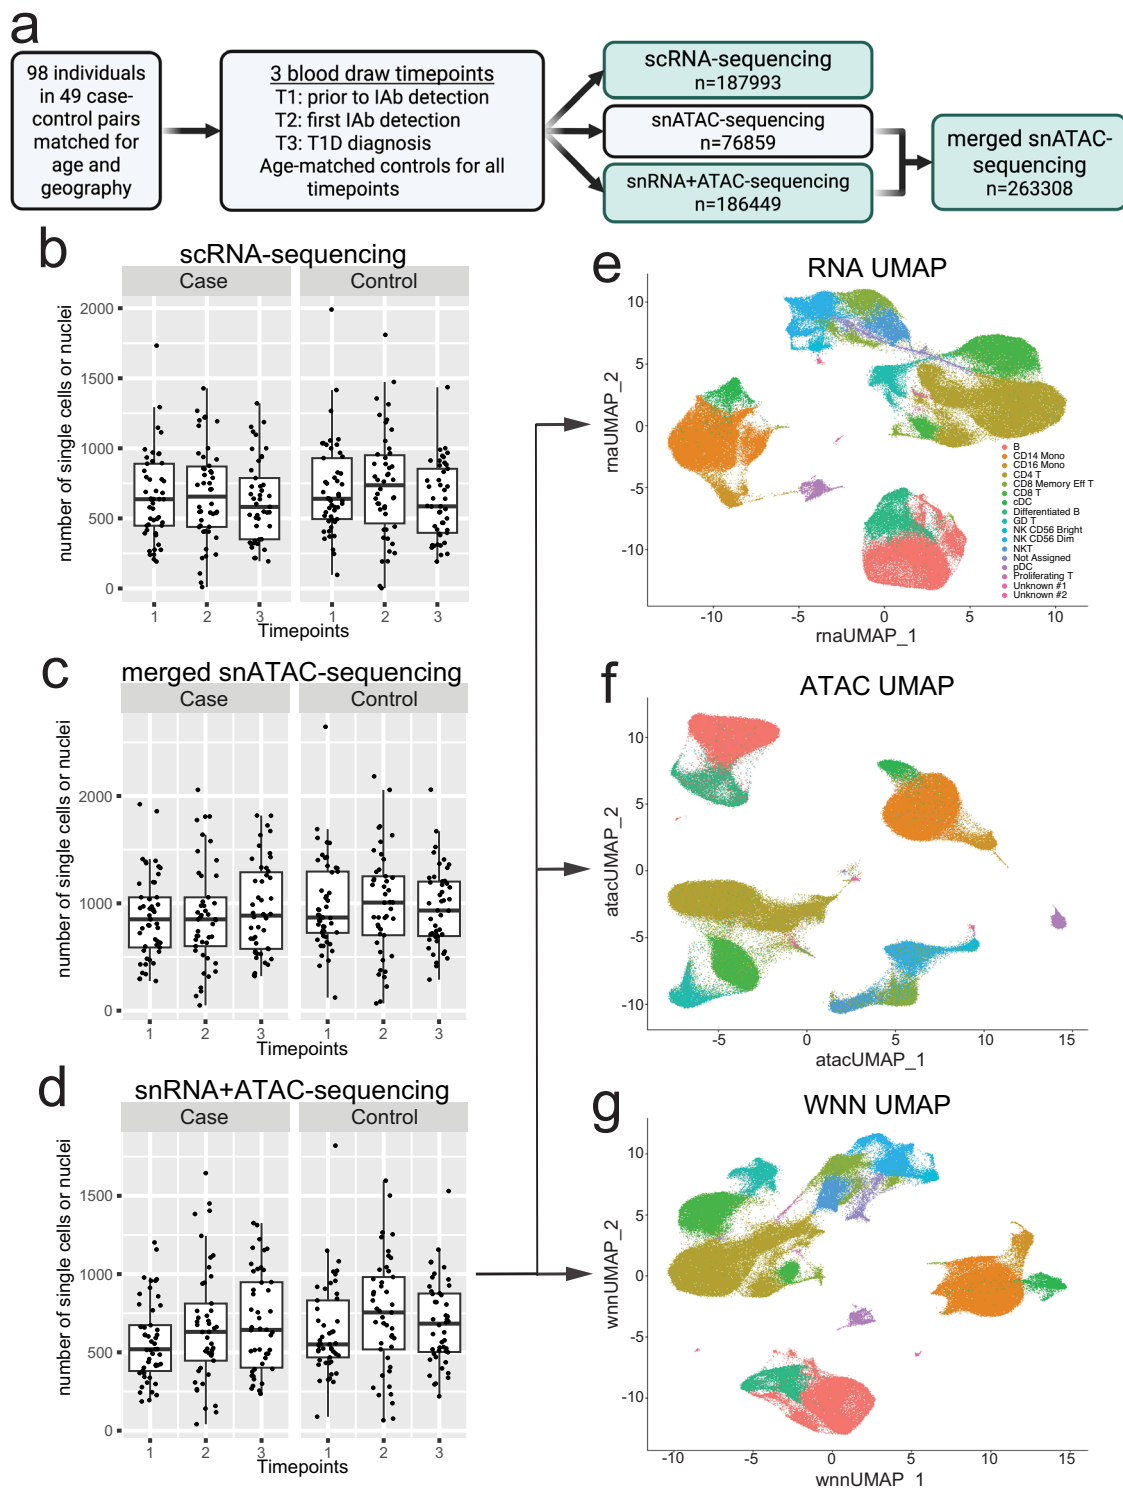 a
98 individuals
in 49 case-
control pairs
matched for
age and
geography
3 blood draw timepoints
T1: prior to IAb detection
T2: first IAb detection
T3: T1D diagnosis
Age-matched controls for all
timepoints
scRNA-sequencing
n=187993
snATAC-sequencing
n=76859
snRNA+ATAC-sequencing
n=186449
merged snATAC-
sequencing
n=263308
b
scRNA-sequencing
Case
Control
number of single cells or nuclei
2000
1500
1000
500
0
1
2
3
1
2
3
Timepoints
c
merged snATAC-sequencing
Case
Control
number of single cells or nuclei
2000
1000
0
1
2
3
1
2
3
Timepoints
d
snRNA+ATAC-sequencing
Case
Control
number of single cells or nuclei
1500
1000
500
0
1
2
3
1
2
3
Timepoints
e
RNA UMAP
rnaUMAP_2
10
5
0
-5
-10
B
CD14 Mono
CD16 Mono
CD4 T
CD8 Memory Eff T
CD8 T
cDC
Differentiated B
GD T
NK CD56 Bright
NK CD56 Dim
NKT
Not Assigned
pDC
Proliferating T
Unknown #1
Unknown #2
-10
-5
0
5
10
rnaUMAP_1
f
ATAC UMAP
atacUMAP_2
10
5
0
-5
-10
-5
0
5
10
15
atacUMAP_1
g
WNN UMAP
wnnUMAP_2
10
5
0
-5
-10
-10
-5
0
5
10
15
wnnUMAP_1